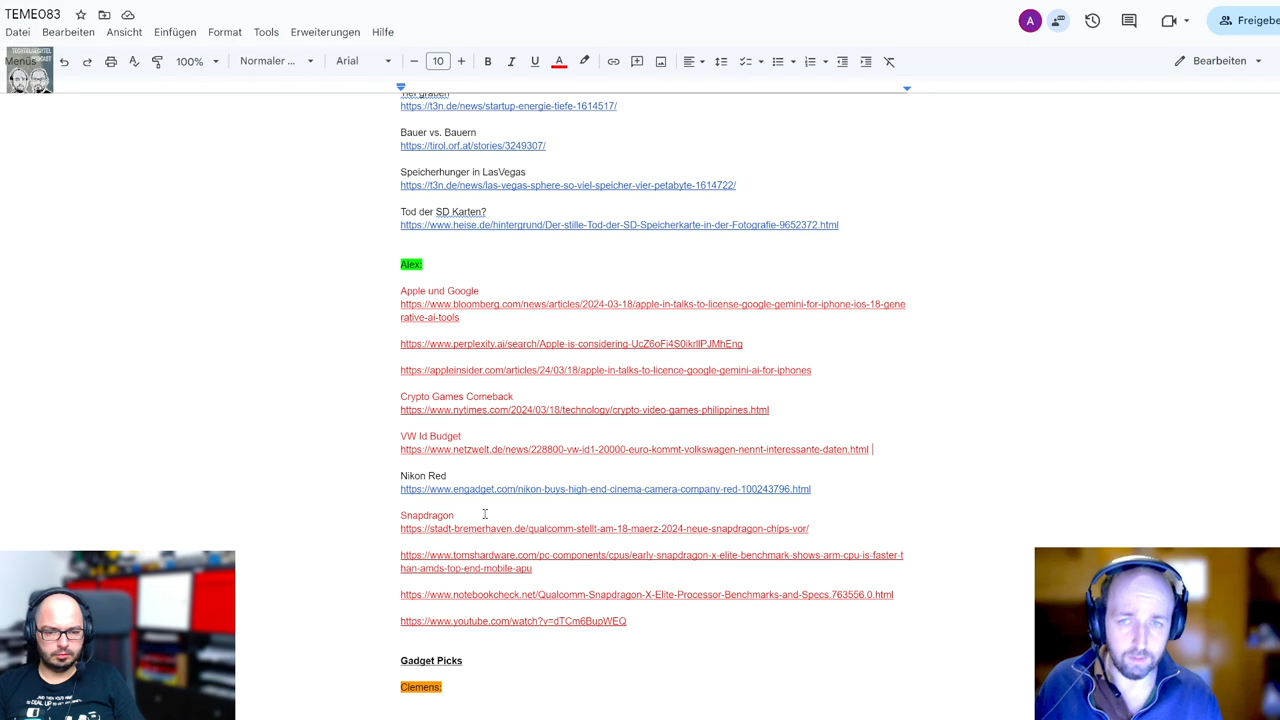 TEME083
Datei Bearbeiten Ansicht Einfügen Format Tools Erweiterungen Hilfe
A
Freigebe
Menüs
100%
Normaler ...
Arial
10
B I U A
Bearbeiten
Tief graben
https://t3n.de/news/startup-energie-tiefe-1614517/
Bauer vs. Bauern
https://tirol.orf.at/stories/3249307/
Speicherhunger in LasVegas
https://t3n.de/news/las-vegas-sphere-so-viel-speicher-vier-petabyte-1614722/
Tod der SD Karten?
https://www.heise.de/hintergrund/Der-stille-Tod-der-SD-Speicherkarte-in-der-Fotografie-9652372.html
Alex:
Apple und Google
https://www.bloomberg.com/news/articles/2024-03-18/apple-in-talks-to-license-google-gemini-for-iphone-ios-18-gene
rative-ai-tools
https://www.perplexity.ai/search/Apple-is-considering-UcZ6oFi4S0ikrIlPJMhEng
https://appleinsider.com/articles/24/03/18/apple-in-talks-to-licence-google-gemini-ai-for-iphones
Crypto Games Comeback
https://www.nytimes.com/2024/03/18/technology/crypto-video-games-philippines.html
VW Id Budget
https://www.netzwelt.de/news/228800-vw-id1-20000-euro-kommt-volkswagen-nennt-interessante-daten.html
Nikon Red
https://www.engadget.com/nikon-buys-high-end-cinema-camera-company-red-100243796.html
Snapdragon
https://stadt-bremerhaven.de/qualcomm-stellt-am-18-maerz-2024-neue-snapdragon-chips-vor/
https://www.tomshardware.com/pc-components/cpus/early-snapdragon-x-elite-benchmark-shows-arm-cpu-is-faster-t
han-amds-top-end-mobile-apu
https://www.notebookcheck.net/Qualcomm-Snapdragon-X-Elite-Processor-Benchmarks-and-Specs.763556.0.html
https://www.youtube.com/watch?v=dTCm6BupWEQ
Gadget Picks
Clemens: